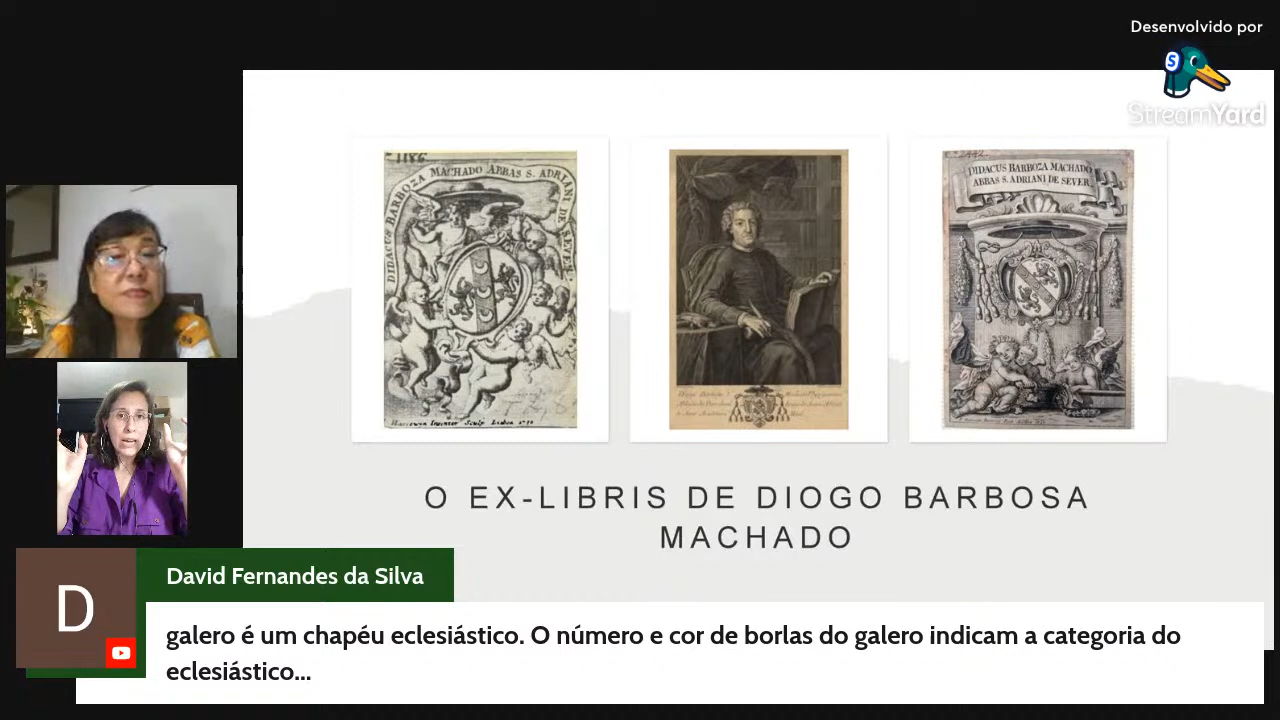 Desenvolvido por
StreamYard
1186
DIDACUS BARBOZA MACHADO ABBAS S. ADRIANI DE SEVER.
DIDACUS BARBOZA MACHADO
ABBAS S. ADRIANI DE SEVER.
O EX-LIBRIS DE DIOGO BARBOSA
MACHADO
D
David Fernandes da Silva
galero é um chapéu eclesiástico. O número e cor de borlas do galero indicam a categoria do
eclesiástico...